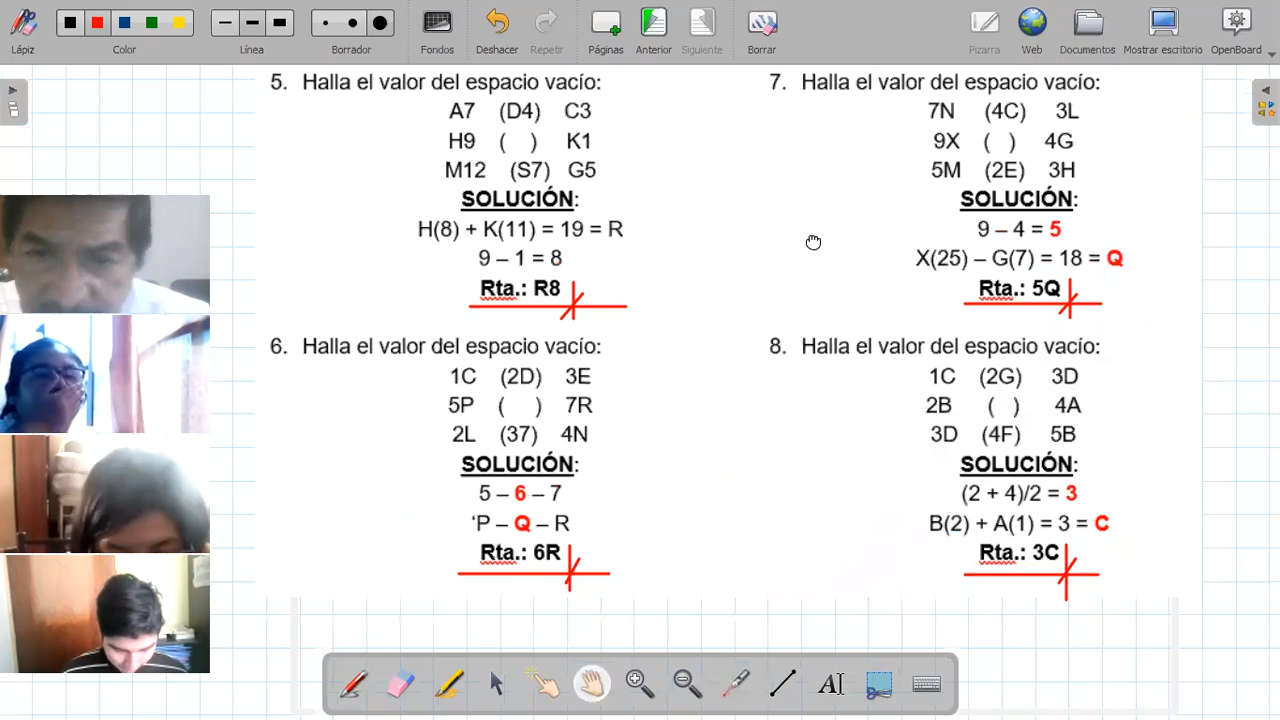 Lápiz
Color
Línea
Borrador
Fondos
Deshacer
Repetir
Páginas
Anterior
Siguiente
Borrar
Pizarra
Web
Documentos
Mostrar escritorio
OpenBoard
5. Halla el valor del espacio vacío:
A7 (D4) C3
H9 ( ) K1
M12 (S7) G5
SOLUCIÓN:
H(8) + K(11) = 19 = R
9 – 1 = 8
Rta.: R8
6. Halla el valor del espacio vacío:
1C (2D) 3E
5P ( ) 7R
2L (37) 4N
SOLUCIÓN:
5 – 6 – 7
‘P – Q – R
Rta.: 6R
7. Halla el valor del espacio vacío:
7N (4C) 3L
9X ( ) 4G
5M (2E) 3H
SOLUCIÓN:
9 – 4 = 5
X(25) – G(7) = 18 = Q
Rta.: 5Q
8. Halla el valor del espacio vacío:
1C (2G) 3D
2B ( ) 4A
3D (4F) 5B
SOLUCIÓN:
(2 + 4)/2 = 3
B(2) + A(1) = 3 = C
Rta.: 3C